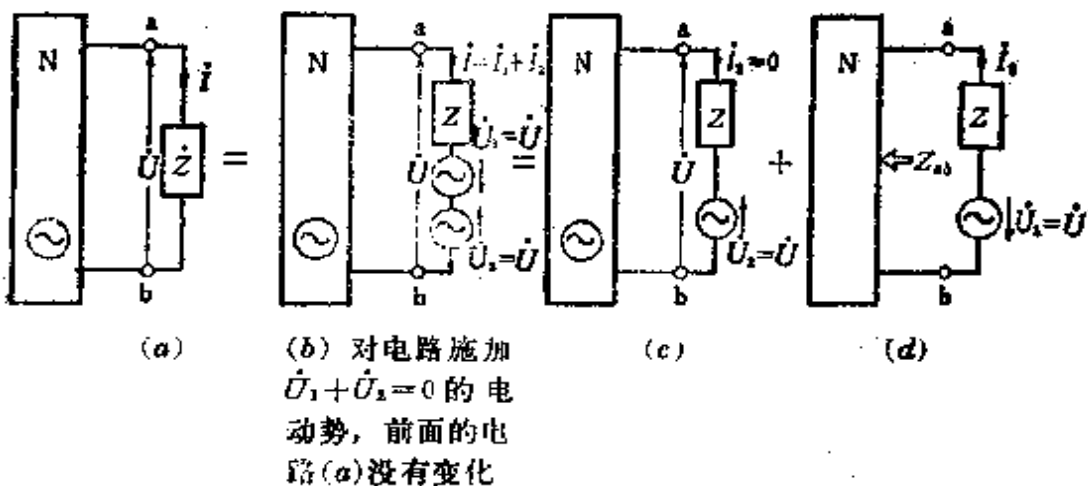 a
N
İ
U̇
Ż
b
=
a
N
İ=İ₁+İ₂
Z
U̇₁=U̇
U̇
U̇₂=U̇
b
=
a
N
İ₂=0
Z
U̇
U̇₂=U̇
b
+
a
N
Z
⇦Zab
U̇₁=U̇
b
(a)
(b) 对电路施加
U̇₁+U̇₂=0 的 电
动势，前面的电
路(a)没有变化
(c)
(d)